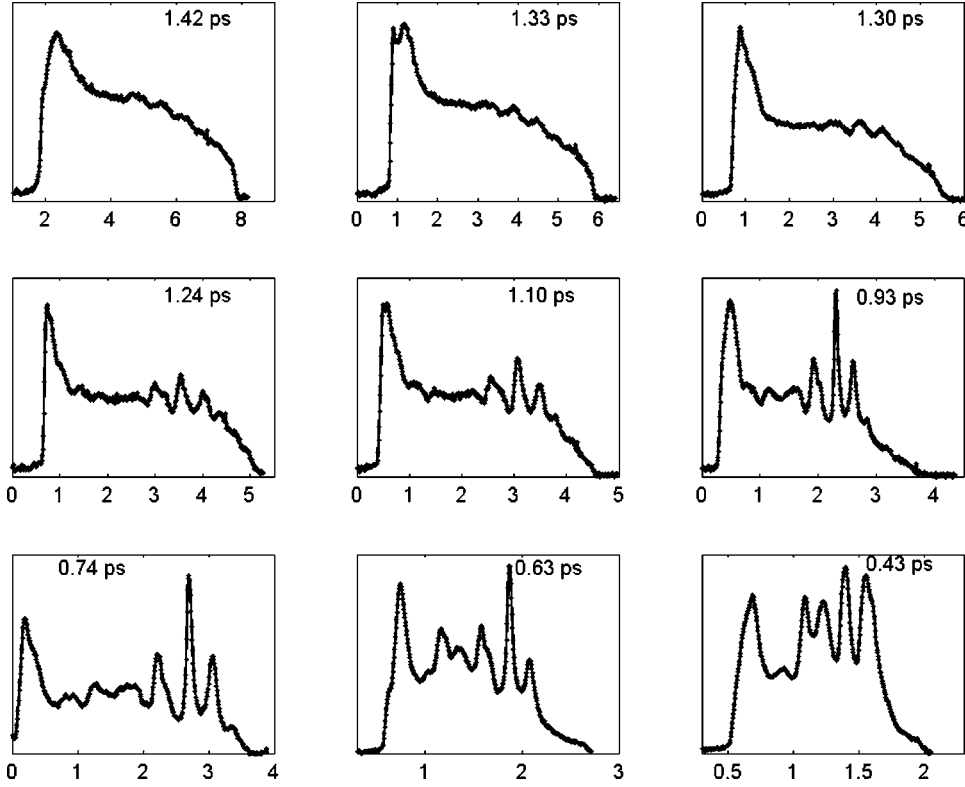 1.42 ps
2 4 6 8
1.33 ps
0 1 2 3 4 5 6
1.30 ps
0 1 2 3 4 5 6
1.24 ps
0 1 2 3 4 5
1.10 ps
0 1 2 3 4 5
0.93 ps
0 1 2 3 4
0.74 ps
0 1 2 3 4
0.63 ps
1 2 3
0.43 ps
0.5 1 1.5 2